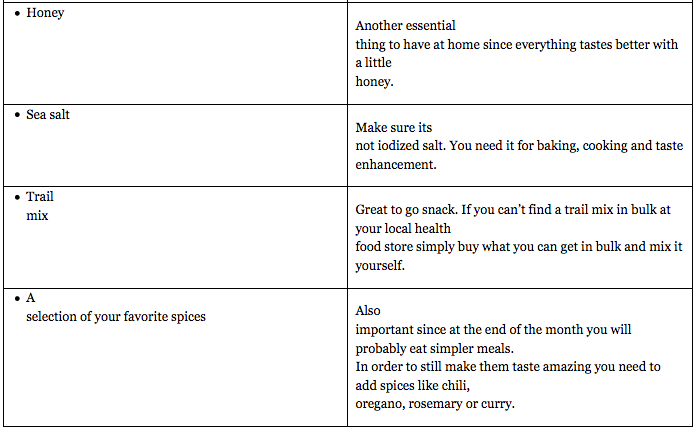 • Honey
Another essential
thing to have at home since everything tastes better with
a little
honey.
• Sea salt
Make sure its
not iodized salt. You need it for baking, cooking and taste
enhancement.
• Trail
mix
Great to go snack. If you can’t find a trail mix in bulk at
your local health
food store simply buy what you can get in bulk and mix it
yourself.
• A
selection of your favorite spices
Also
important since at the end of the month you will
probably eat simpler meals.
In order to still make them taste amazing you need to
add spices like chili,
oregano, rosemary or curry.